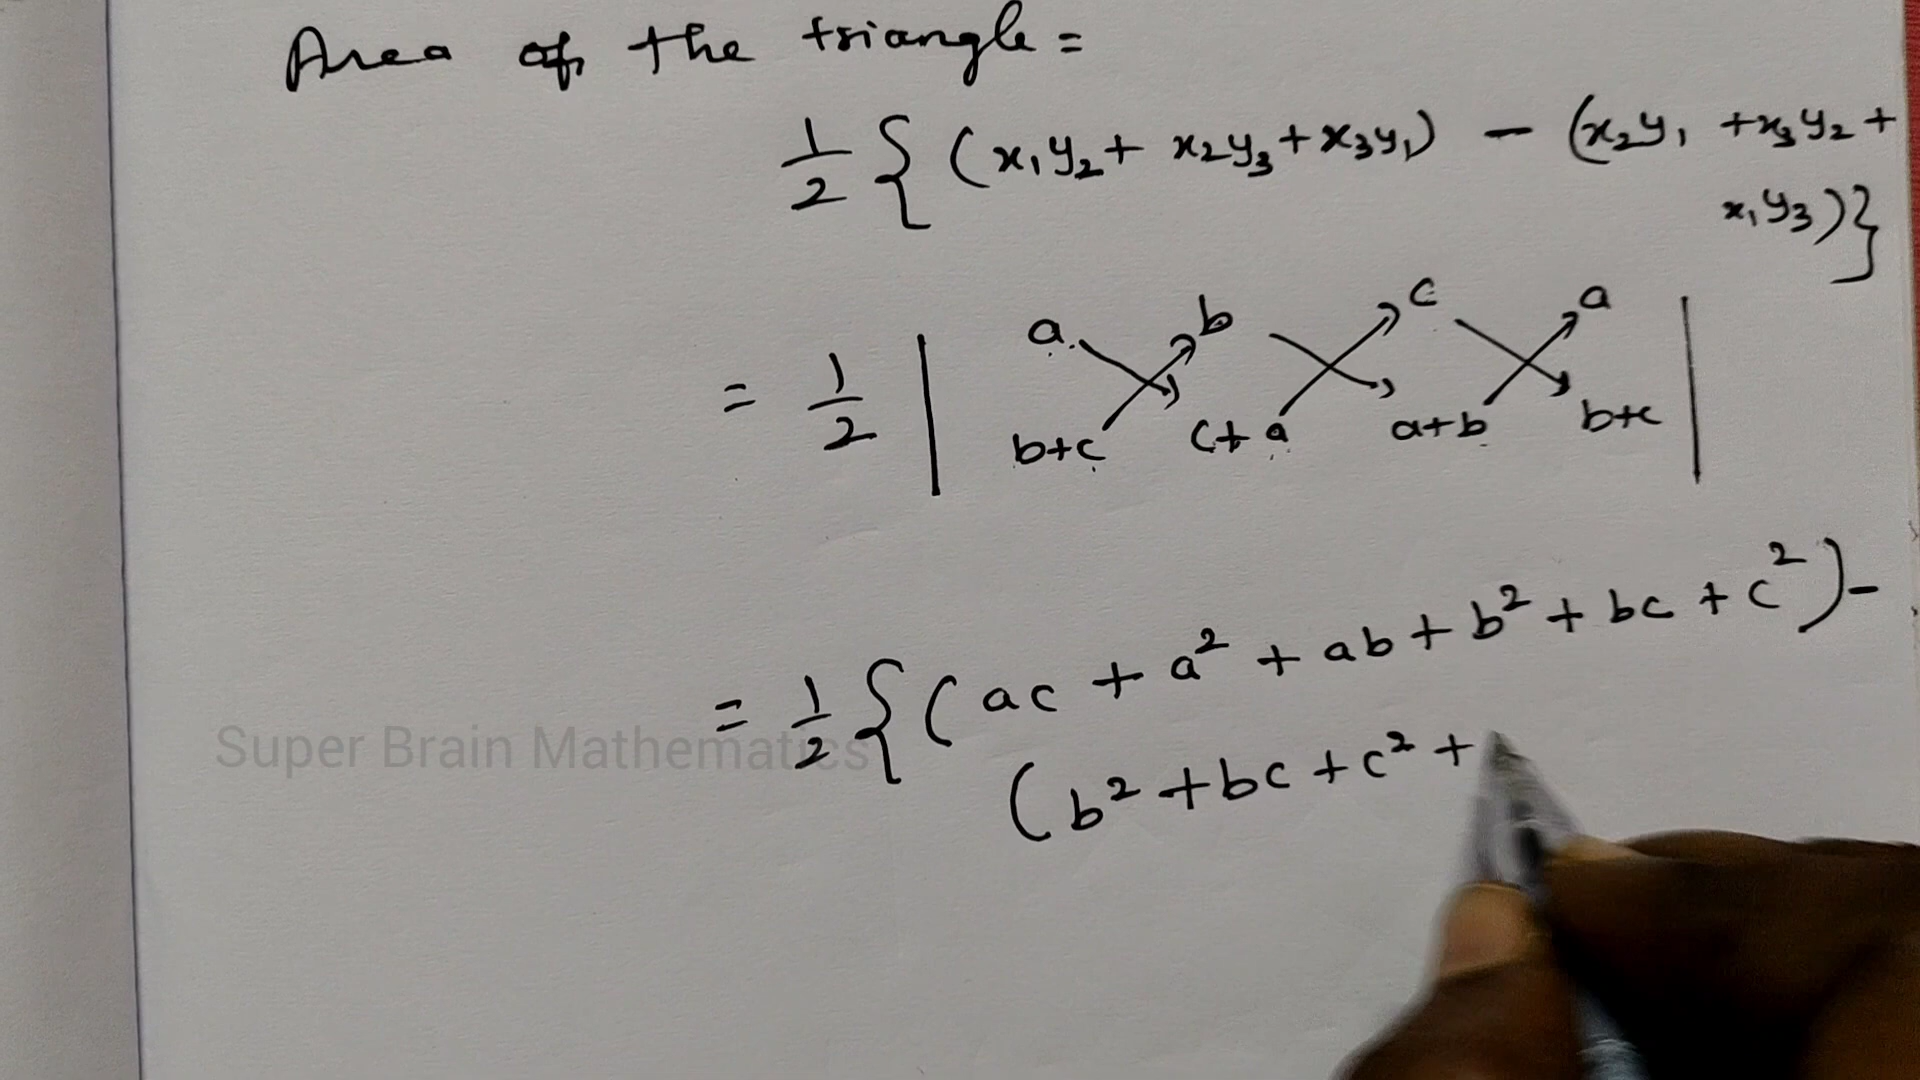 Area of the triangle =
1/2 { (x₁y₂ + x₂y₃ + x₃y₁) − (x₂y₁ + x₃y₂ +
x₁y₃) }
a b c a
= 1/2 | |
b+c c+a a+b b+c
= 1/2 { ( ac + a² + ab + b² + bc + c² ) −
( b² + bc + c² +
Super Brain Mathematics